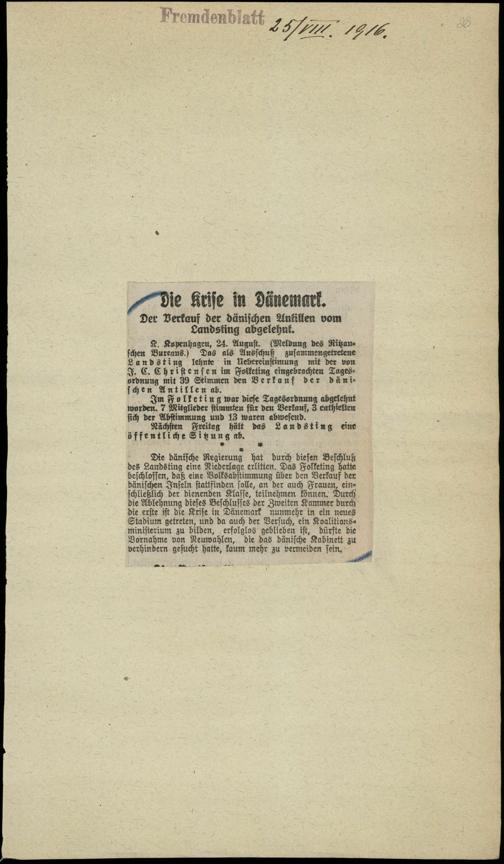 Fremdenblatt 25/VIII. 1916.
Die Krise in Dänemark.
Der Verkauf der dänischen Antillen vom
Landsting abgelehnt.
K. Kopenhagen, 24. August. (Meldung des Ritzau-
schen Bureaus.) Das als Ausschuß zusammengetretene
Landsting lehnte in Uebereinstimung mit der von
J. C. Christensen im Folketing eingebrachten Tages-
ordnung mit 39 Stimmen den Verkauf der däni-
schen Antillen ab.
Im Folketing war diese Tagesordnung abgelehnt
worden. 7 Mitglieder stimmten für den Verkauf, 3 enthielten
sich der Abstimmung und 13 waren abwesend.
Nächsten Freitag hält das Landsting eine
öffentliche Sitzung ab.
* * *
Die dänische Regierung hat durch diesen Beschluß
des Landsting eine Niederlage erlitten. Das Folketing hatte
beschlossen, daß eine Volksabstimmung über den Verkauf der
dänischen Inseln stattfinden solle, an der auch Frauen, ein-
schließlich der dienenden Klasse, teilnehmen können. Durch
die Ablehnung dieses Beschlusses der Zweiten Kammer durch
die erste ist die Krise in Dänemark nunmehr in ein neues
Stadium getreten, und da auch der Versuch, ein Koalitions-
ministerium zu bilden, erfolglos geblieben ist, dürfte die
Vornahme von Neuwahlen, die das dänische Kabinett zu
verhindern gesucht hatte, kaum mehr zu vermeiden sein.